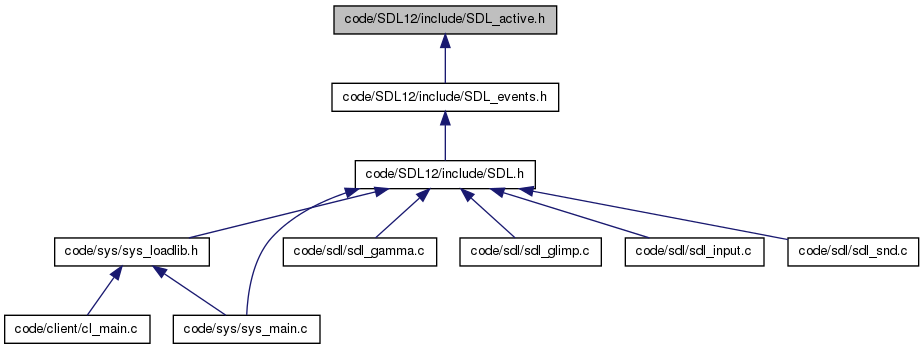 code/SDL12/include/SDL_active.h
code/SDL12/include/SDL_events.h
code/SDL12/include/SDL.h
code/sys/sys_loadlib.h
code/sdl/sdl_gamma.c
code/sdl/sdl_glimp.c
code/sdl/sdl_input.c
code/sdl/sdl_snd.c
code/client/cl_main.c
code/sys/sys_main.c